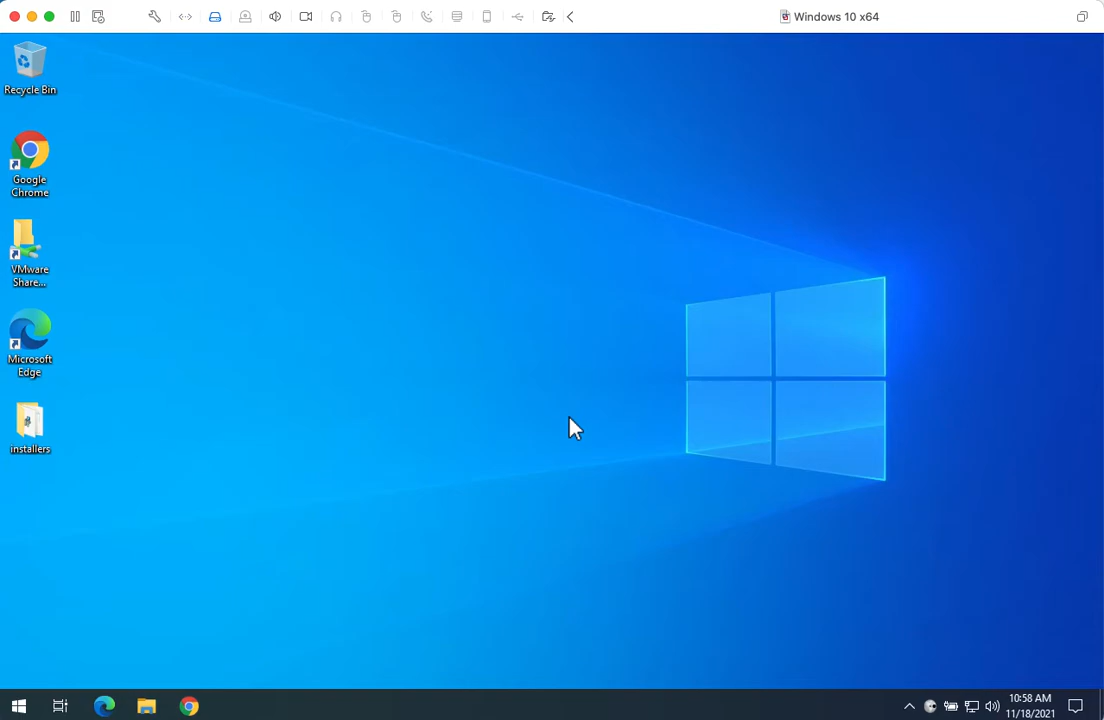 Windows 10 x64
Recycle Bin
Google
Chrome
VMware
Share...
Microsoft
Edge
installers
10:58 AM
11/18/2021